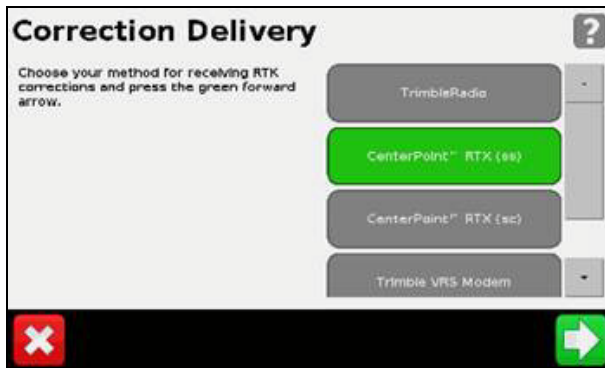 Correction Delivery
?
Choose your method for receiving RTK
corrections and press the green forward
arrow.
TrimbleRadio
CenterPoint™ RTX (ss)
CenterPoint™ RTX (sc)
Trimble VRS Modem